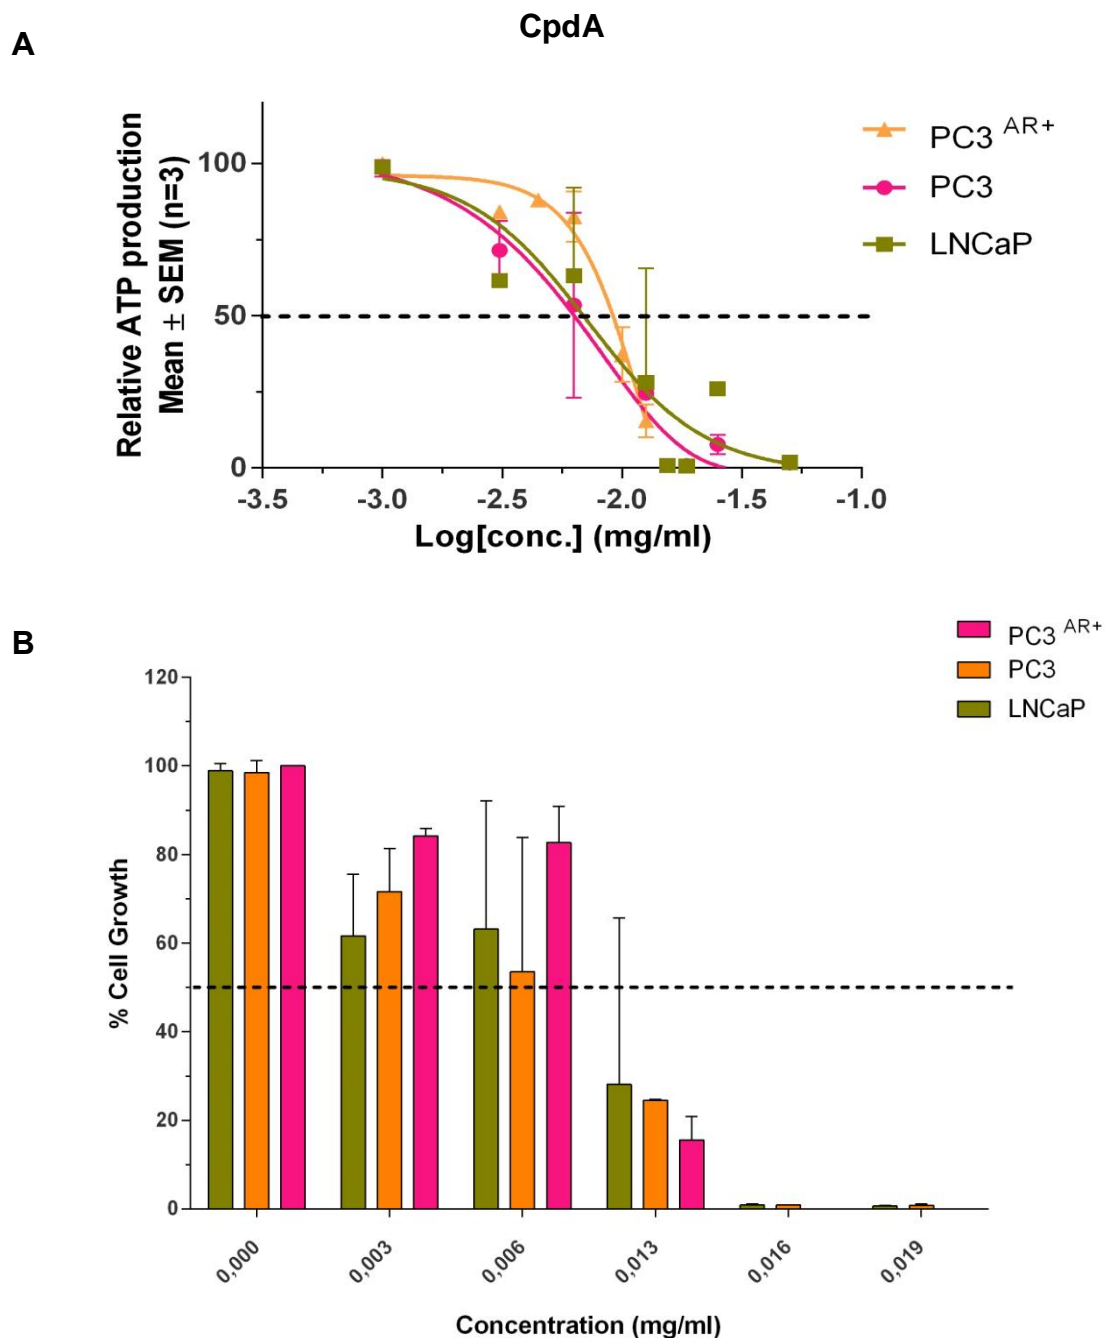 CpdA
A
Relative ATP production
Mean ± SEM (n=3)
100
50
0
-3.5 -3.0 -2.5 -2.0 -1.5 -1.0
Log[conc.] (mg/ml)
PC3 AR+
PC3
LNCaP
B
PC3 AR+
PC3
LNCaP
% Cell Growth
120
100
80
60
40
20
0
0,000 0,003 0,006 0,013 0,016 0,019
Concentration (mg/ml)